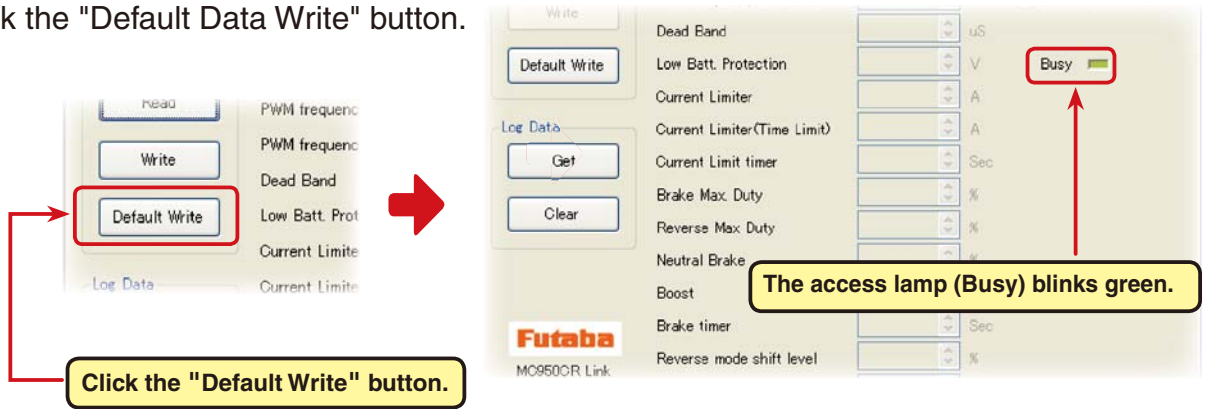 k the "Default Data Write" button.
Read
PWM frequenc
Write
PWM frequenc
Dead Band
Default Write
Low Batt. Prot
Current Limite
Log Data
Current Limite
Click the "Default Write" button.
Write
Dead Band
uS
Default Write
Low Batt. Protection
V
Busy
Current Limiter
A
Log Data
Current Limiter(Time Limit)
A
Get
Current Limit timer
Sec
Brake Max. Duty
%
Clear
Reverse Max Duty
%
Neutral Brake
%
The access lamp (Busy) blinks green.
Boost
Brake timer
Sec
Futaba
Reverse mode shift level
%
MC950CR Link